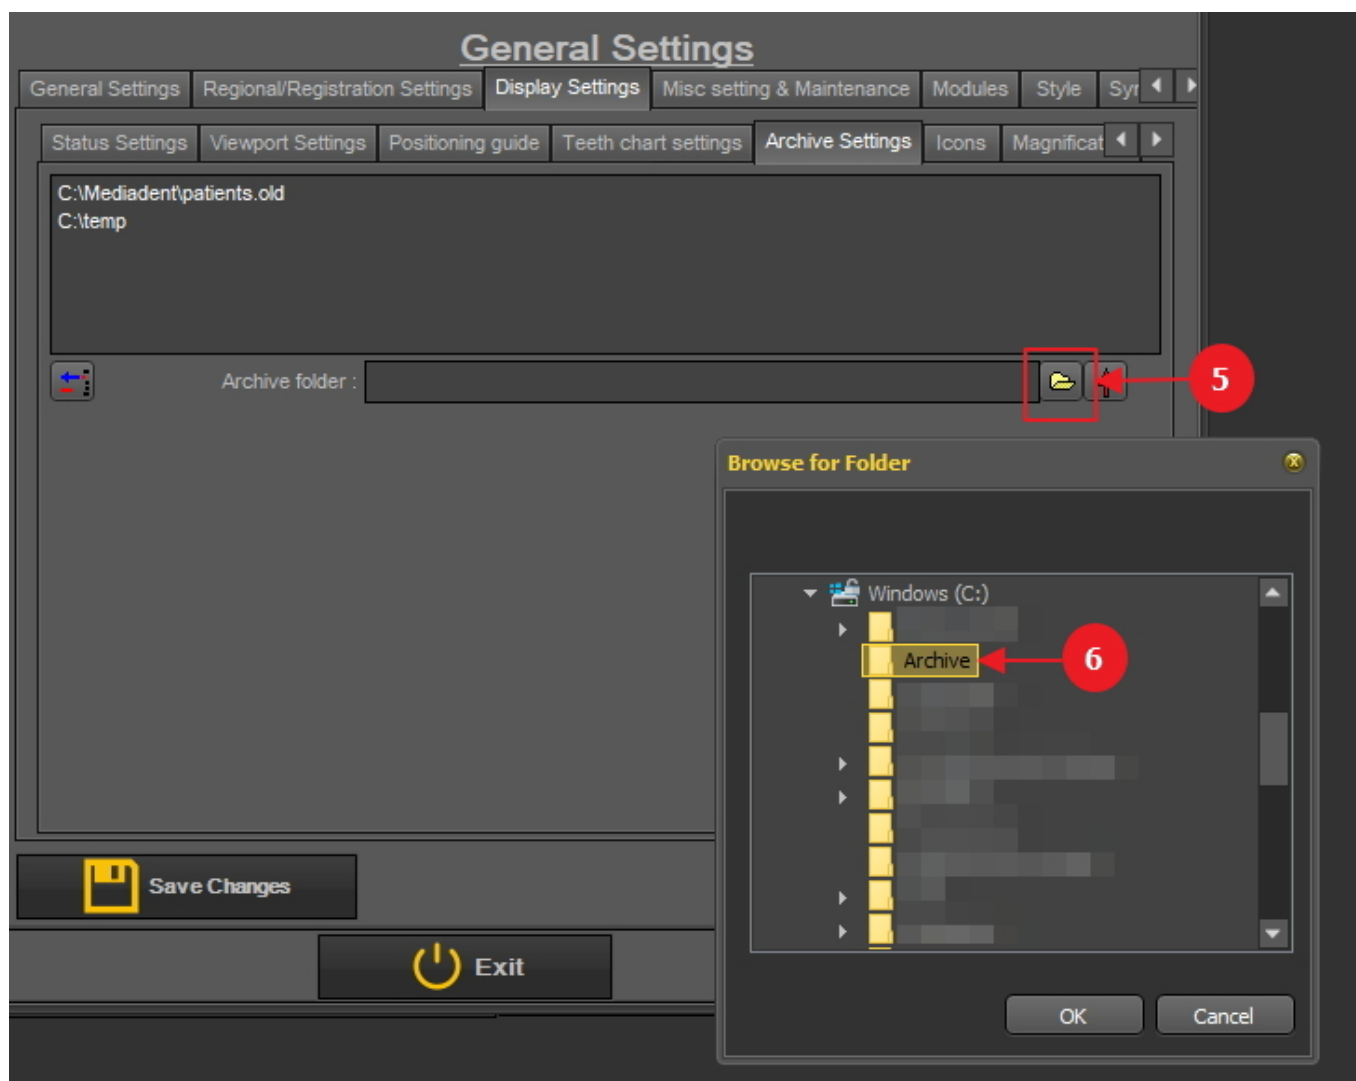 General Settings
General Settings Regional/Registration Settings Display Settings Misc setting & Maintenance Modules Style Syr
Status Settings Viewport Settings Positioning guide Teeth chart settings Archive Settings Icons Magnificat
C:\Mediadent\patients.old
C:\temp
Archive folder :
5
Browse for Folder
Windows (C:)
Archive
6
Save Changes
Exit
OK Cancel